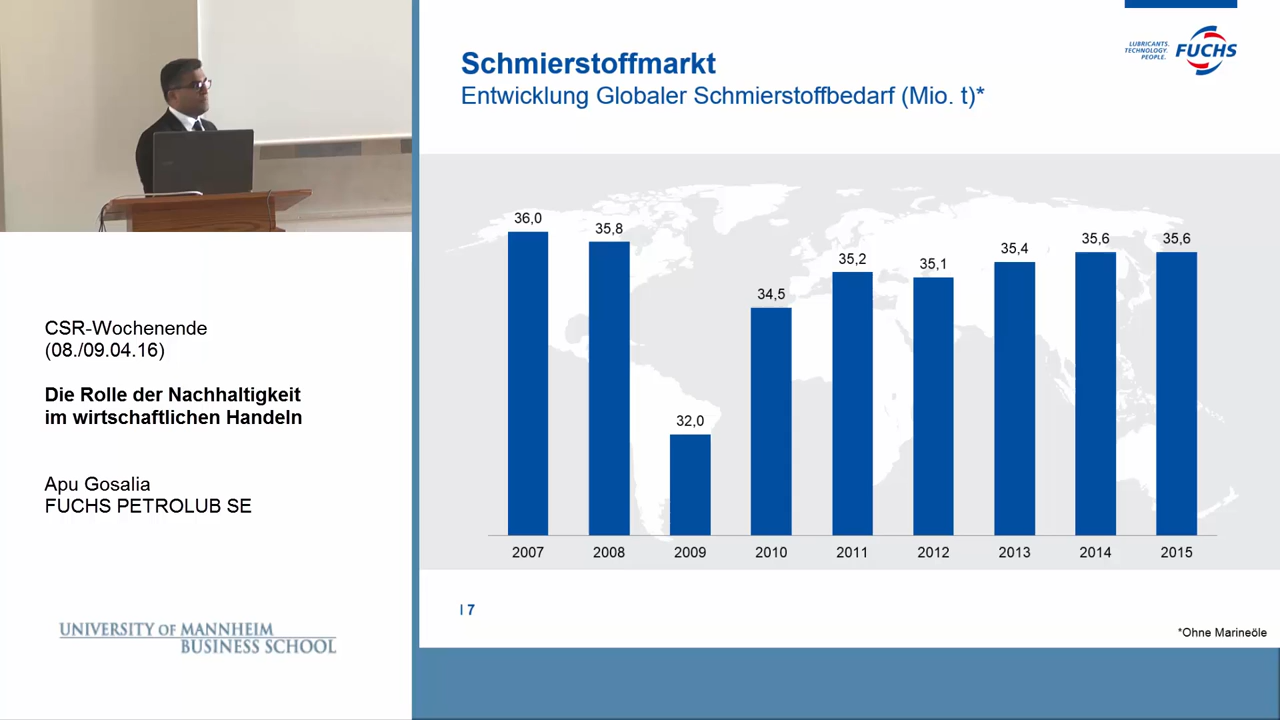 LUBRICANTS.
TECHNOLOGY.
PEOPLE.
FUCHS
Schmierstoffmarkt
Entwicklung Globaler Schmierstoffbedarf (Mio. t)*
36,0
35,8
32,0
34,5
35,2
35,1
35,4
35,6
35,6
2007
2008
2009
2010
2011
2012
2013
2014
2015
I 7
*Ohne Marineöle
CSR-Wochenende
(08./09.04.16)
Die Rolle der Nachhaltigkeit
im wirtschaftlichen Handeln
Apu Gosalia
FUCHS PETROLUB SE
UNIVERSITY OF MANNHEIM
BUSINESS SCHOOL